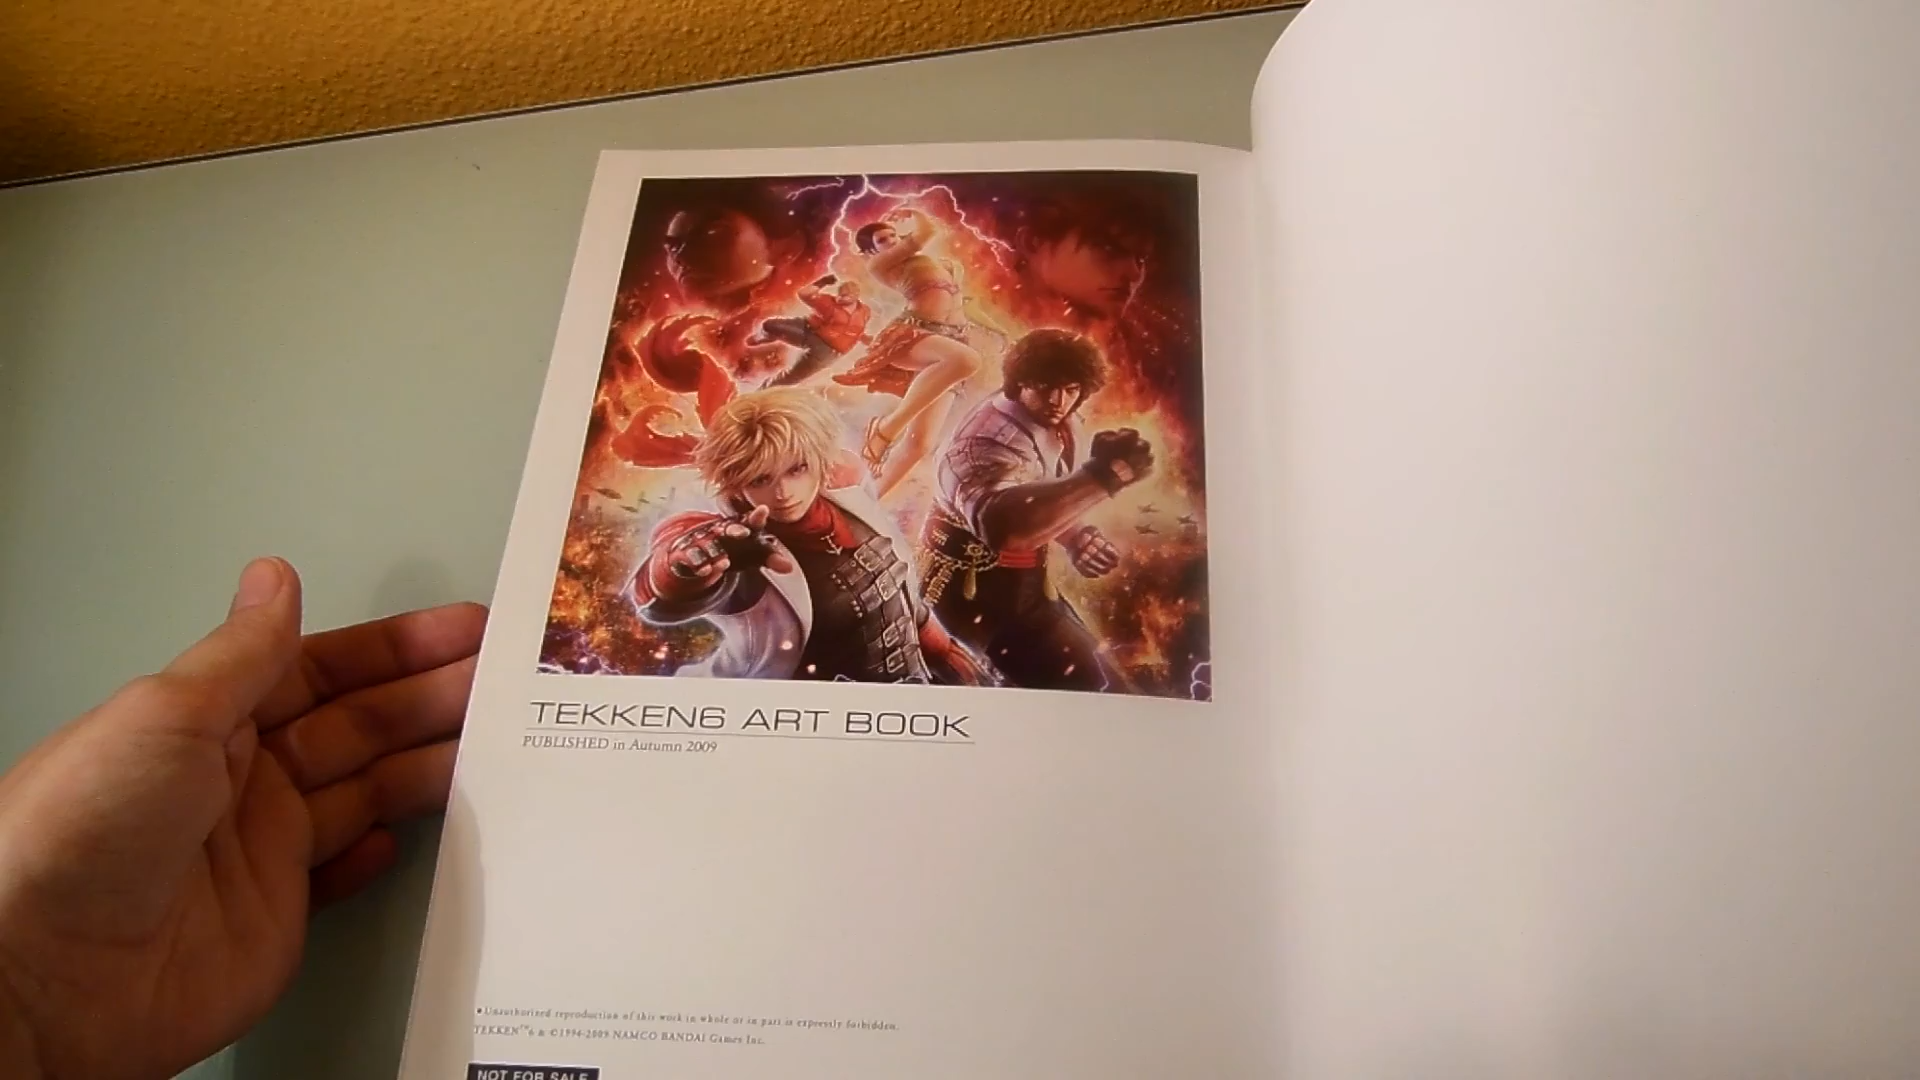 TEKKEN6 ART BOOK
PUBLISHED in Autumn 2009
• Unauthorized reproduction of this work in whole or in part is expressly forbidden.
TEKKEN™6 & ©1994-2009 NAMCO BANDAI Games Inc.
NOT FOR SALE